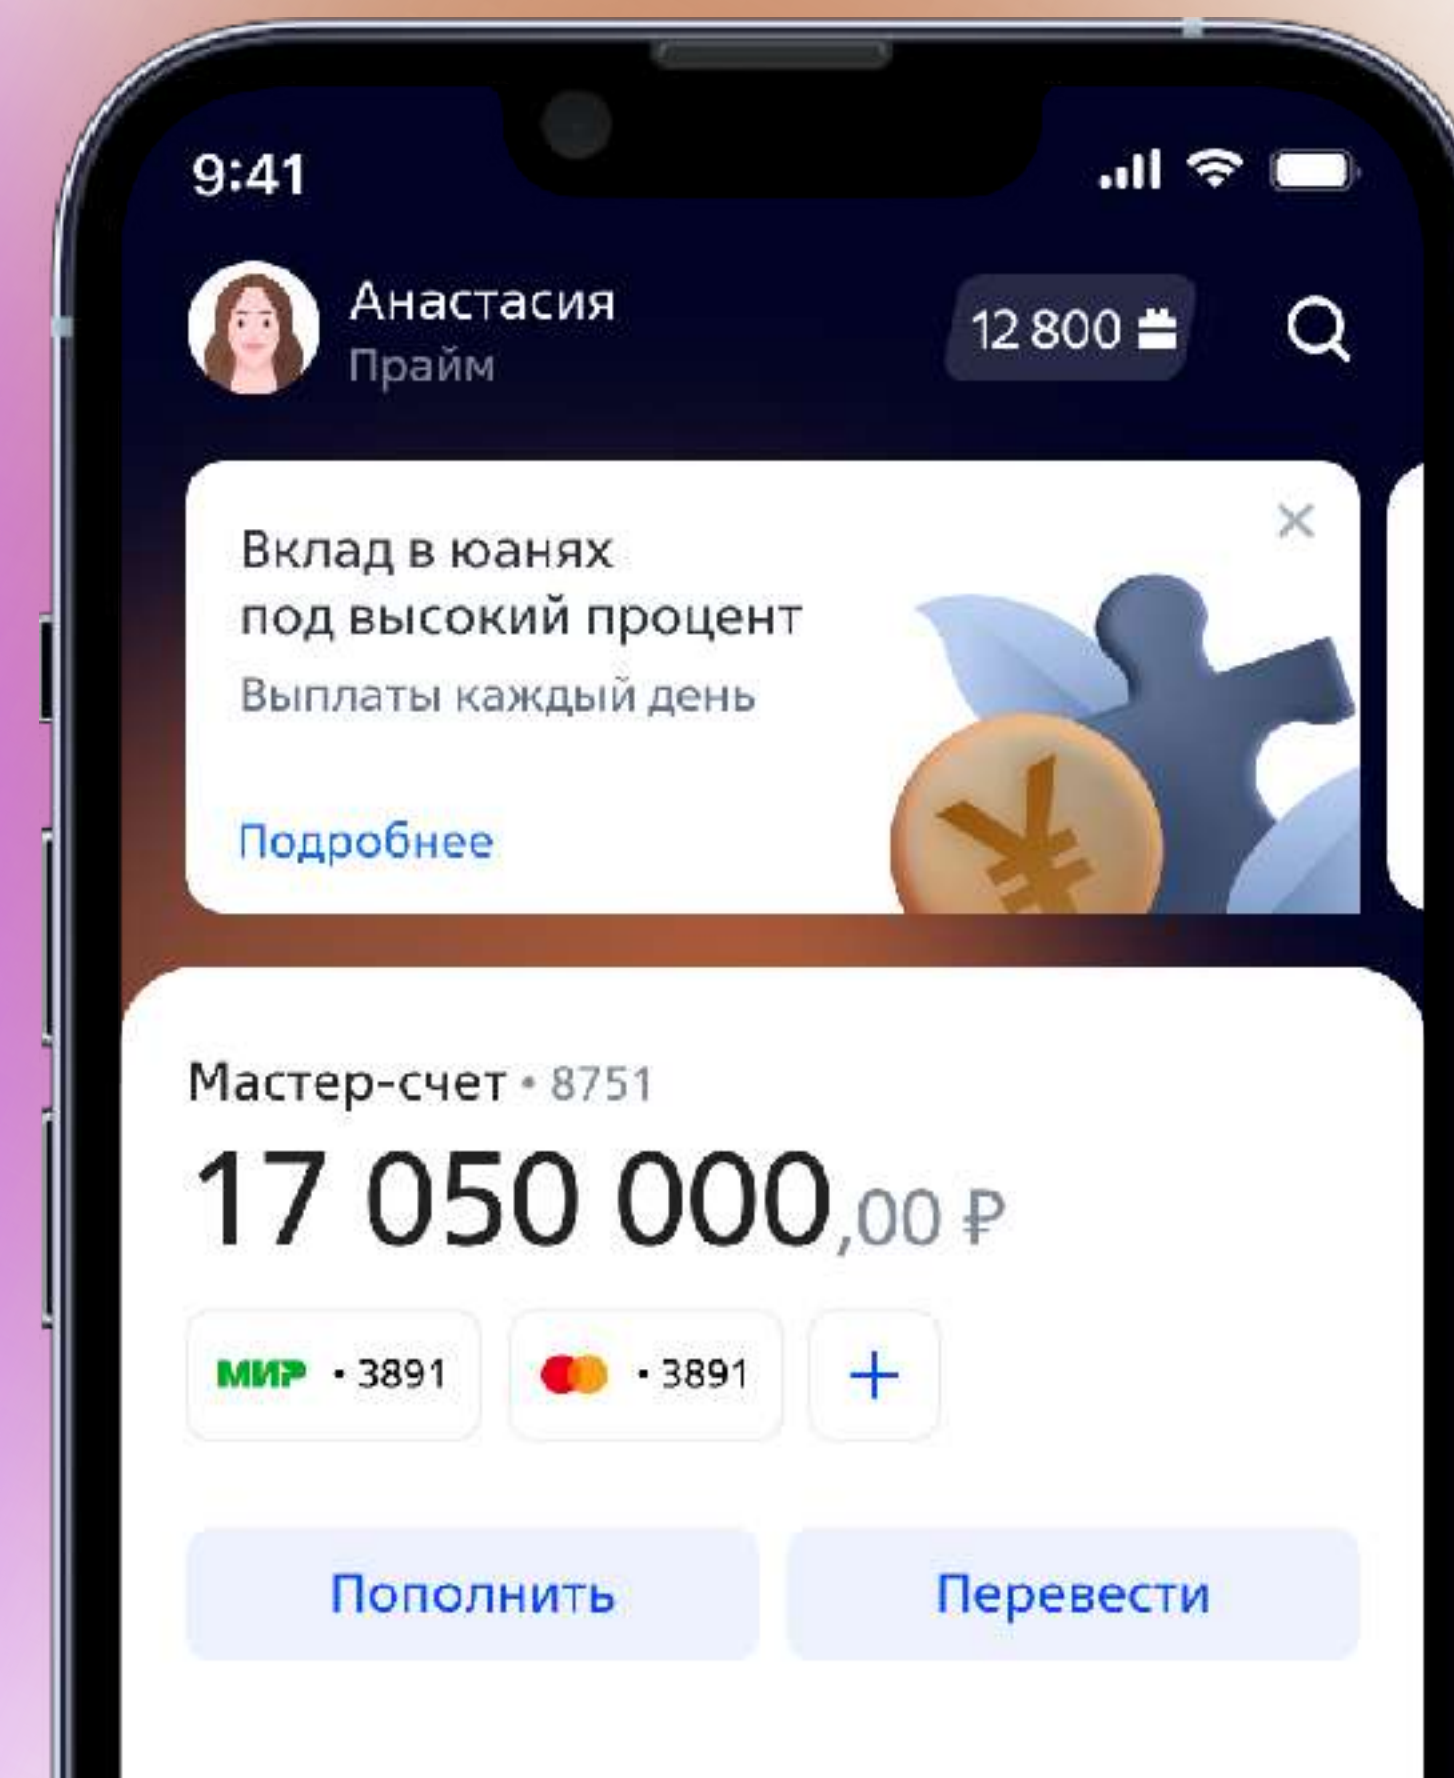 9:41
Анастасия
Прайм
12 800
Вклад в юанях
под высокий процент
Выплаты каждый день
Подробнее
¥
Мастер-счет • 8751
17 050 000,00 ₽
МИР • 3891
• 3891
+
Пополнить
Перевести